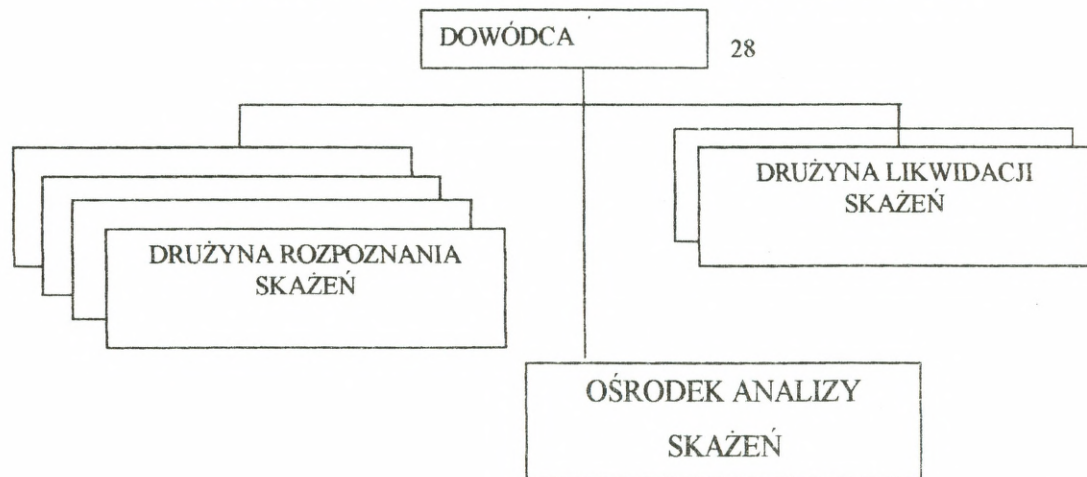 DOWÓDCA
28
DRUŻYNA ROZPOZNANIA
SKAŻEŃ
DRUŻYNA LIKWIDACJI
SKAŻEŃ
OŚRODEK ANALIZY
SKAŻEŃ